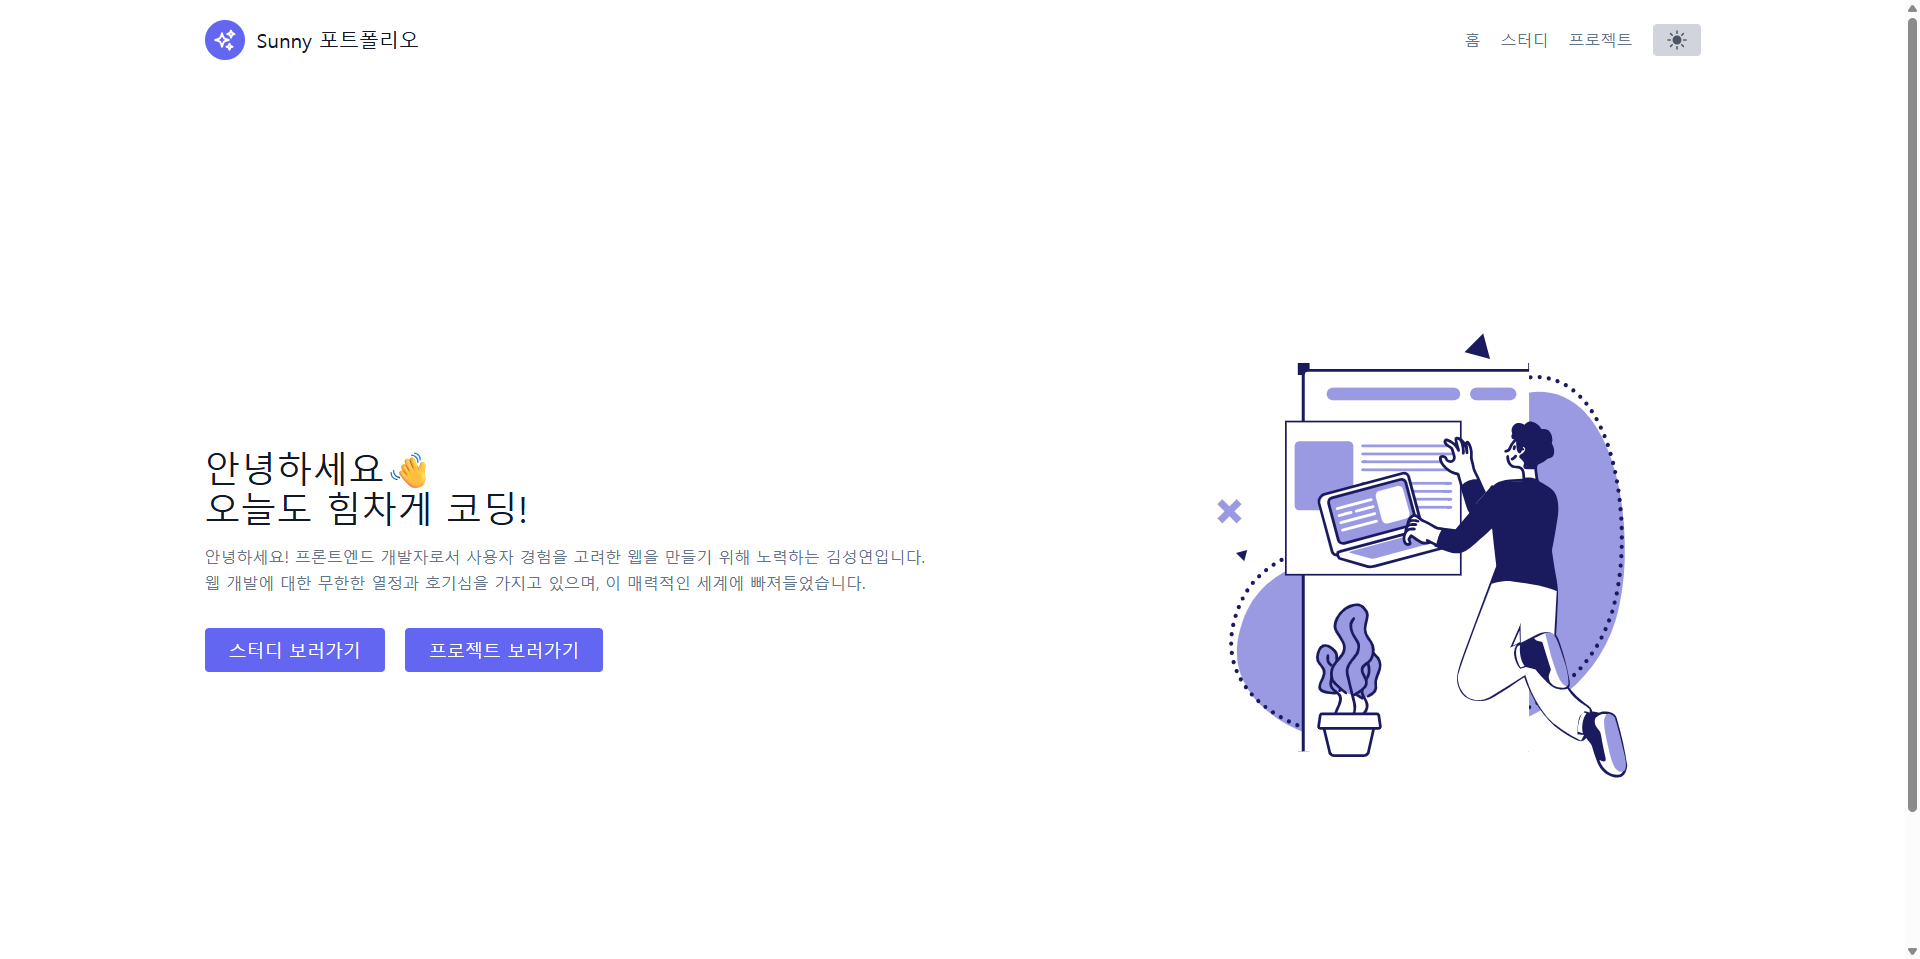 Sunny 포트폴리오
홈 스터디 프로젝트
안녕하세요👋
오늘도 힘차게 코딩!
안녕하세요! 프론트엔드 개발자로서 사용자 경험을 고려한 웹을 만들기 위해 노력하는 김성연입니다.
웹 개발에 대한 무한한 열정과 호기심을 가지고 있으며, 이 매력적인 세계에 빠져들었습니다.
스터디 보러가기 프로젝트 보러가기